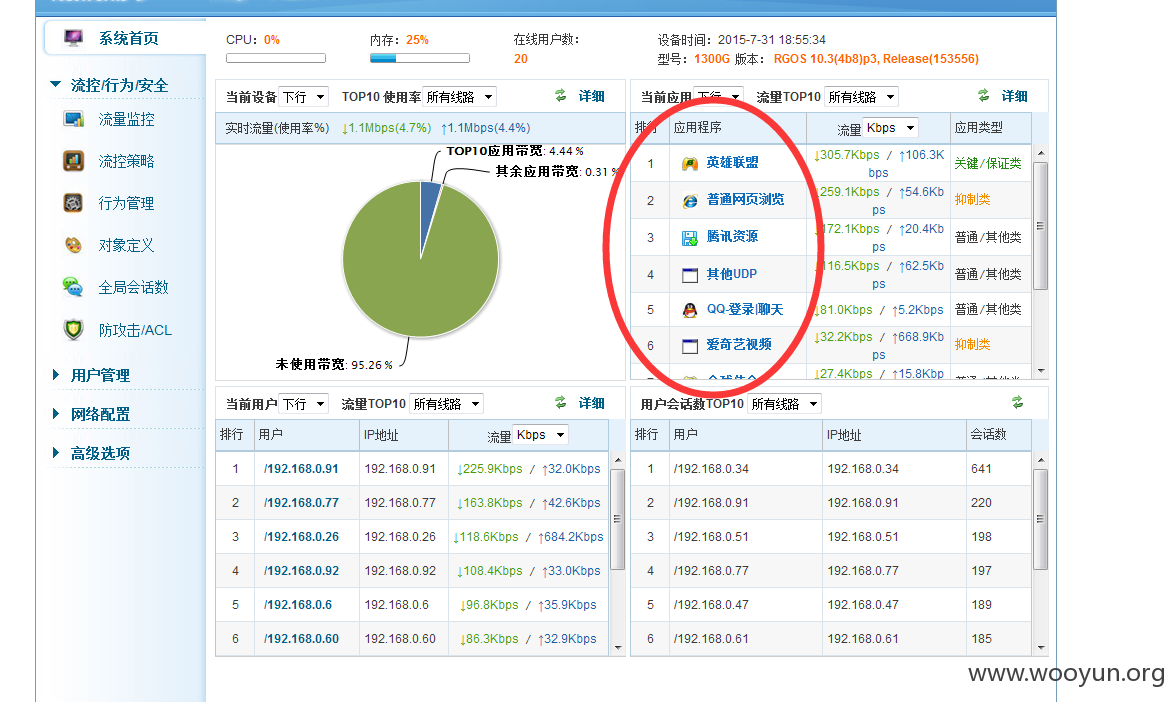 系统首页
CPU：0%
内存：25%
在线用户数：
20
设备时间：2015-7-31 18:55:34
型号：1300G 版本： RGOS 10.3(4b8)p3, Release(153556)
流控/行为/安全
流量监控
流控策略
行为管理
对象定义
全局会话数
防攻击/ACL
用户管理
网络配置
高级选项
当前设备 下行 TOP10 使用率 所有线路 详细
实时流量(使用率%) ↓1.1Mbps(4.7%) ↑1.1Mbps(4.4%)
TOP10应用带宽: 4.44 %
其余应用带宽: 0.31 %
未使用带宽: 95.26 %
当前应用 下行 流量TOP10 所有线路 详细
排行 应用程序 流量 Kbps 应用类型
1 英雄联盟 ↓305.7Kbps / ↑106.3K
bps 关键/保证类
2 普通网页浏览 ↓259.1Kbps / ↑54.6Kb
ps 抑制类
3 腾讯资源 ↓172.1Kbps / ↑20.4Kb
ps 普通/其他类
4 其他UDP ↓116.5Kbps / ↑62.5Kb
ps 普通/其他类
5 QQ-登录|聊天 ↓81.0Kbps / ↑5.2Kbps 普通/其他类
6 爱奇艺视频 ↓32.2Kbps / ↑668.9Kb
ps 抑制类
↓27.4Kbps / ↑15.8Kbp
当前用户 下行 流量TOP10 所有线路 详细
排行 用户 IP地址 流量 Kbps
1 /192.168.0.91 192.168.0.91 ↓225.9Kbps / ↑32.0Kbps
2 /192.168.0.77 192.168.0.77 ↓163.8Kbps / ↑42.6Kbps
3 /192.168.0.26 192.168.0.26 ↓118.6Kbps / ↑684.2Kbps
4 /192.168.0.92 192.168.0.92 ↓108.4Kbps / ↑33.0Kbps
5 /192.168.0.6 192.168.0.6 ↓96.8Kbps / ↑35.9Kbps
6 /192.168.0.60 192.168.0.60 ↓86.3Kbps / ↑32.9Kbps
用户会话数TOP10 所有线路
排行 用户 IP地址 会话数
1 /192.168.0.34 192.168.0.34 641
2 /192.168.0.91 192.168.0.91 220
3 /192.168.0.51 192.168.0.51 198
4 /192.168.0.77 192.168.0.77 197
5 /192.168.0.47 192.168.0.47 189
6 /192.168.0.61 192.168.0.61 185
www.wooyun.org